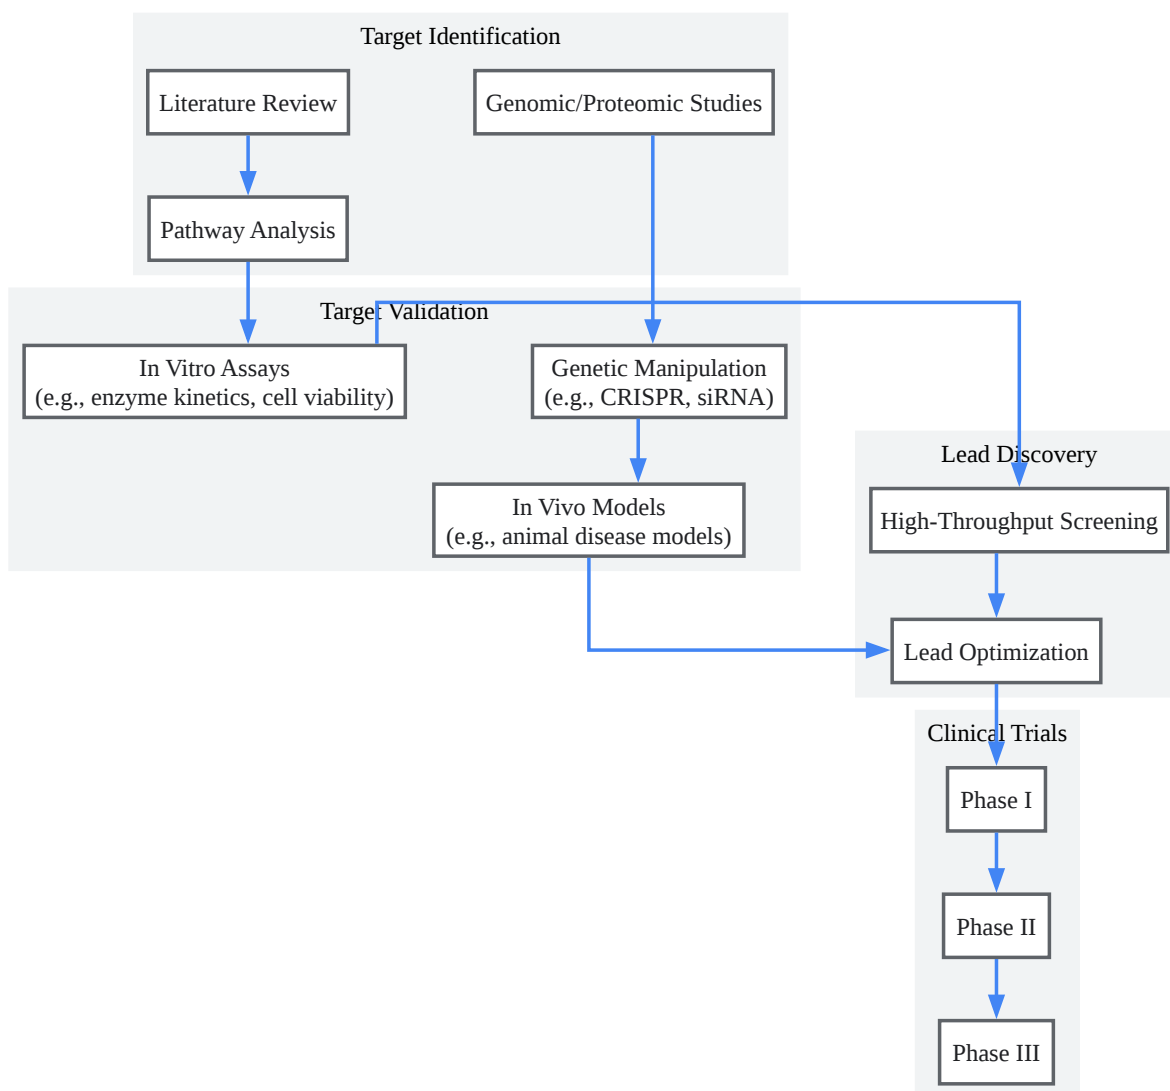 Target Identification
Literature Review
Genomic/Proteomic Studies
Pathway Analysis
Target Validation
In Vitro Assays
(e.g., enzyme kinetics, cell viability)
Genetic Manipulation
(e.g., CRISPR, siRNA)
In Vivo Models
(e.g., animal disease models)
Lead Discovery
High-Throughput Screening
Lead Optimization
Clinical Trials
Phase I
Phase II
Phase III